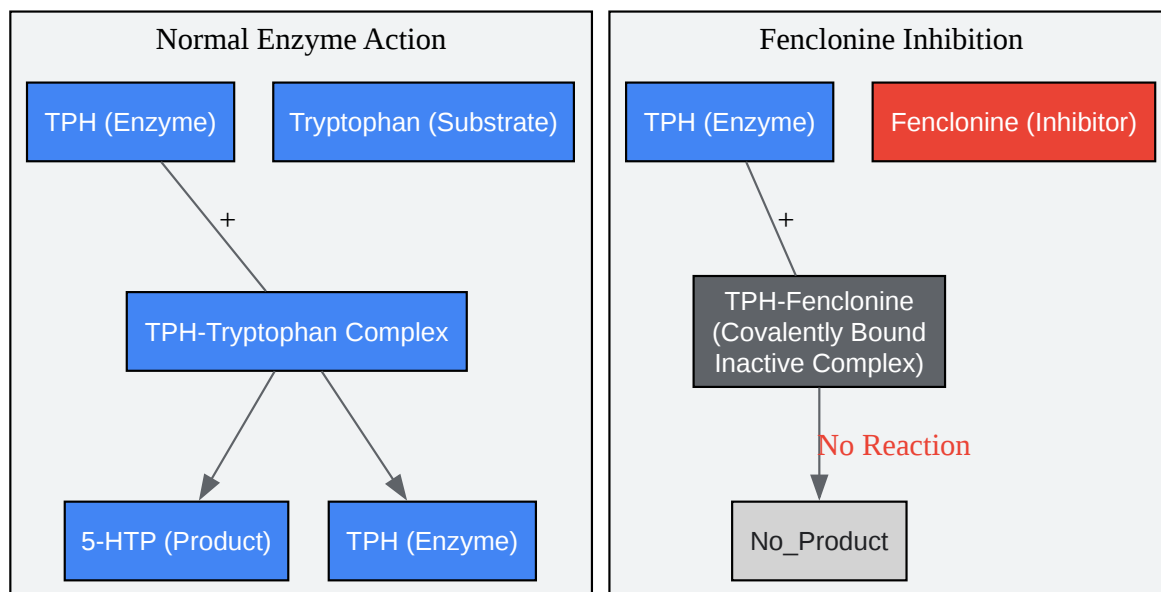 Normal Enzyme Action
TPH (Enzyme)
Tryptophan (Substrate)
+
TPH-Tryptophan Complex
5-HTP (Product)
TPH (Enzyme)
Fenclonine Inhibition
TPH (Enzyme)
Fenclonine (Inhibitor)
+
TPH-Fenclonine
(Covalently Bound
Inactive Complex)
No Reaction
No_Product